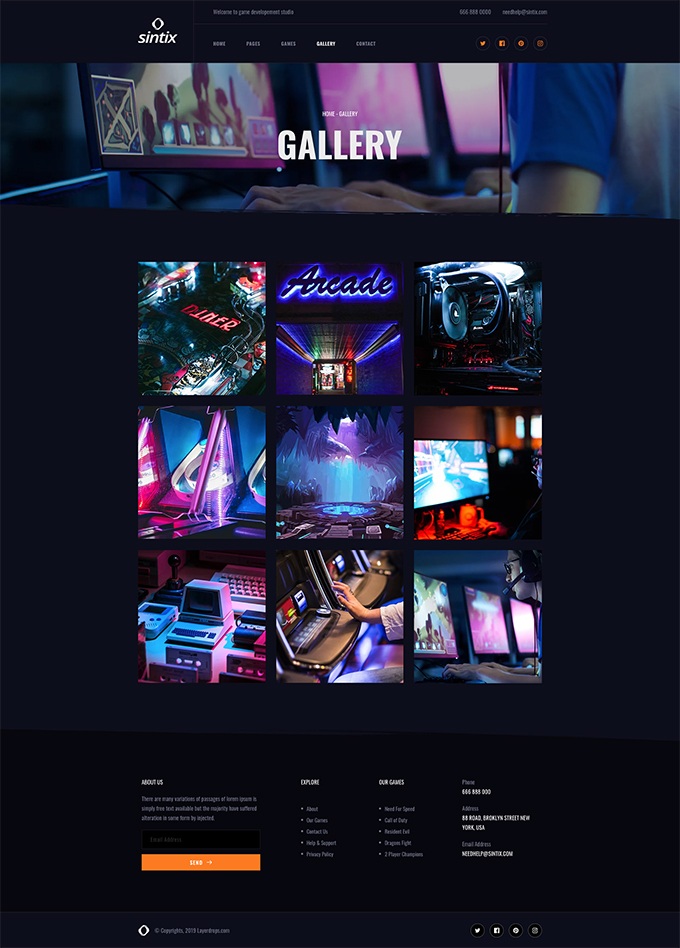 Welcome to game developement studio
666 888 0000
needhelp@sintix.com
sintix
HOME
PAGES
GAMES
GALLERY
CONTACT
HOME - GALLERY
GALLERY
DINER
Arcade
ABOUT US
There are many variations of passages of lorem ipsum is
simply free text available but the majority have suffered
alteration in some form by injected.
Email Address
SEND →
EXPLORE
About
Our Games
Contact Us
Help & Support
Privacy Policy
OUR GAMES
Need For Speed
Call of Duty
Resident Evil
Dragons Fight
2 Player Champions
Phone
666 888 000
Address
88 ROAD, BROKLYN STREET NEW
YORK, USA
Email Address
NEEDHELP@SINTIX.COM
© Copyrights, 2019 Layerdrops.com